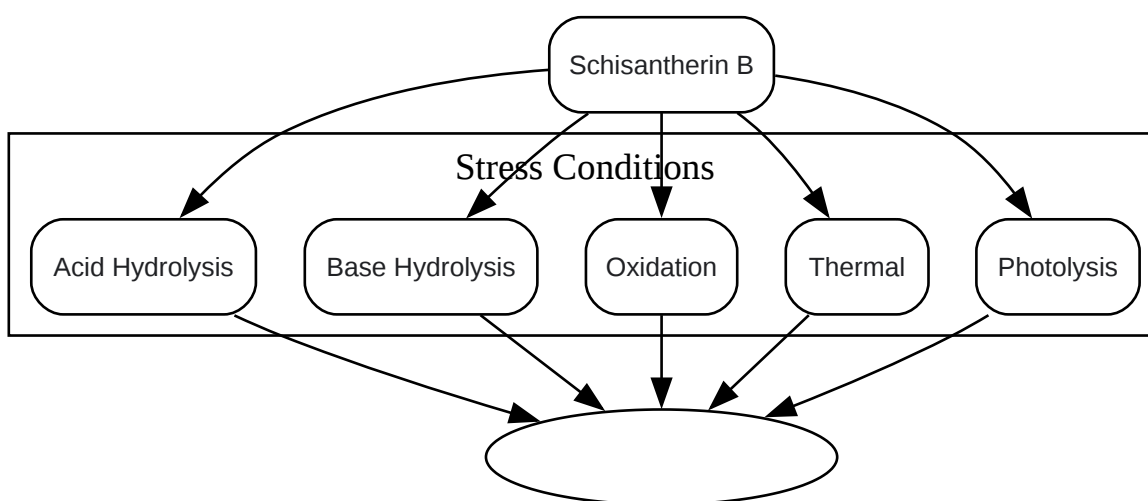 Schisantherin B
Stress Conditions
Acid Hydrolysis
Base Hydrolysis
Oxidation
Thermal
Photolysis